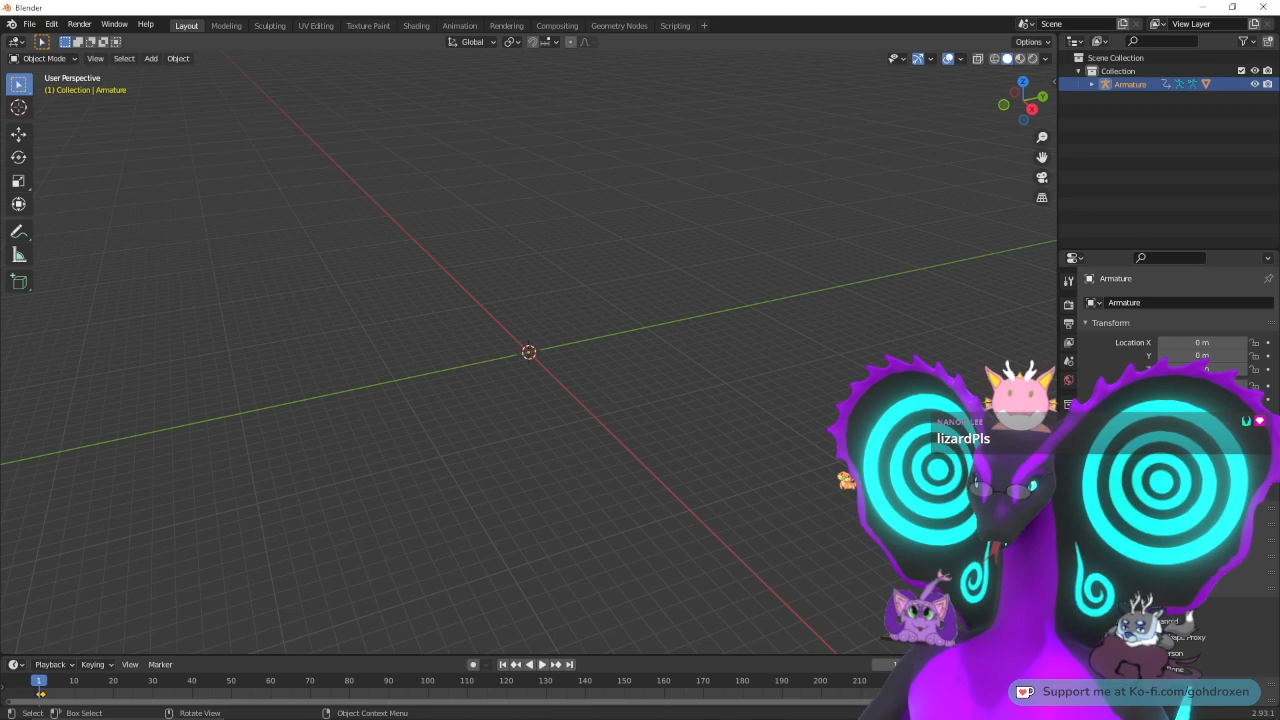 Blender
File Edit Render Window Help
Layout Modeling Sculpting UV Editing Texture Paint Shading Animation Rendering Compositing Geometry Nodes Scripting
Scene
View Layer
Global
Options
Object Mode View Select Add Object
User Perspective
(1) Collection | Armature
Z
Y
X
Scene Collection
Collection
Armature
Armature
Armature
Transform
Location X 0 m
Y 0 m
lizardPls
Playback Keying View Marker
1 10 20 30 40 50 60 70 80 90 100 110 120 130 140 150 160 170 180 190 200 210
Support me at Ko-fi.com/gohdroxen
Select Box Select Rotate View Object Context Menu
2.93.1